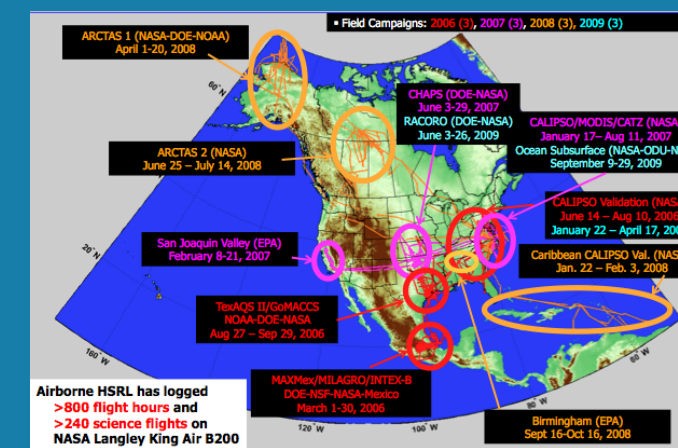 ▪ Field Campaigns: 2006 (3), 2007 (3), 2008 (3), 2009 (3)
ARCTAS 1 (NASA-DOE-NOAA)
April 1-20, 2008
60° N
CHAPS (DOE-NASA)
June 3-29, 2007
RACORO (DOE-NASA)
June 3-26, 2009
CALIPSO/MODIS/CATZ (NASA
January 17– Aug 11, 2007
Ocean Subsurface (NASA-ODU-N
September 9-29, 2009
ARCTAS 2 (NASA)
June 25 – July 14, 2008
CALIPSO Validation (NAS
June 14 – Aug 10, 2006
January 22 – April 17, 200
San Joaquin Valley (EPA)
February 8-21, 2007
20° N
Caribbean CALIPSO Val. (NAS
Jan. 22 – Feb. 3, 2008
TexAQS II/GoMACCS
NOAA-DOE-NASA
Aug 27 – Sep 29, 2006
160° W
60° W
MAXMex/MILAGRO/INTEX-B
DOE-NSF-NASA-Mexico
March 1-30, 2006
Airborne HSRL has logged
>800 flight hours and
>240 science flights on
NASA Langley King Air B200
120° W
100° W
Birmingham (EPA)
Sept 16-Oct 16, 2008